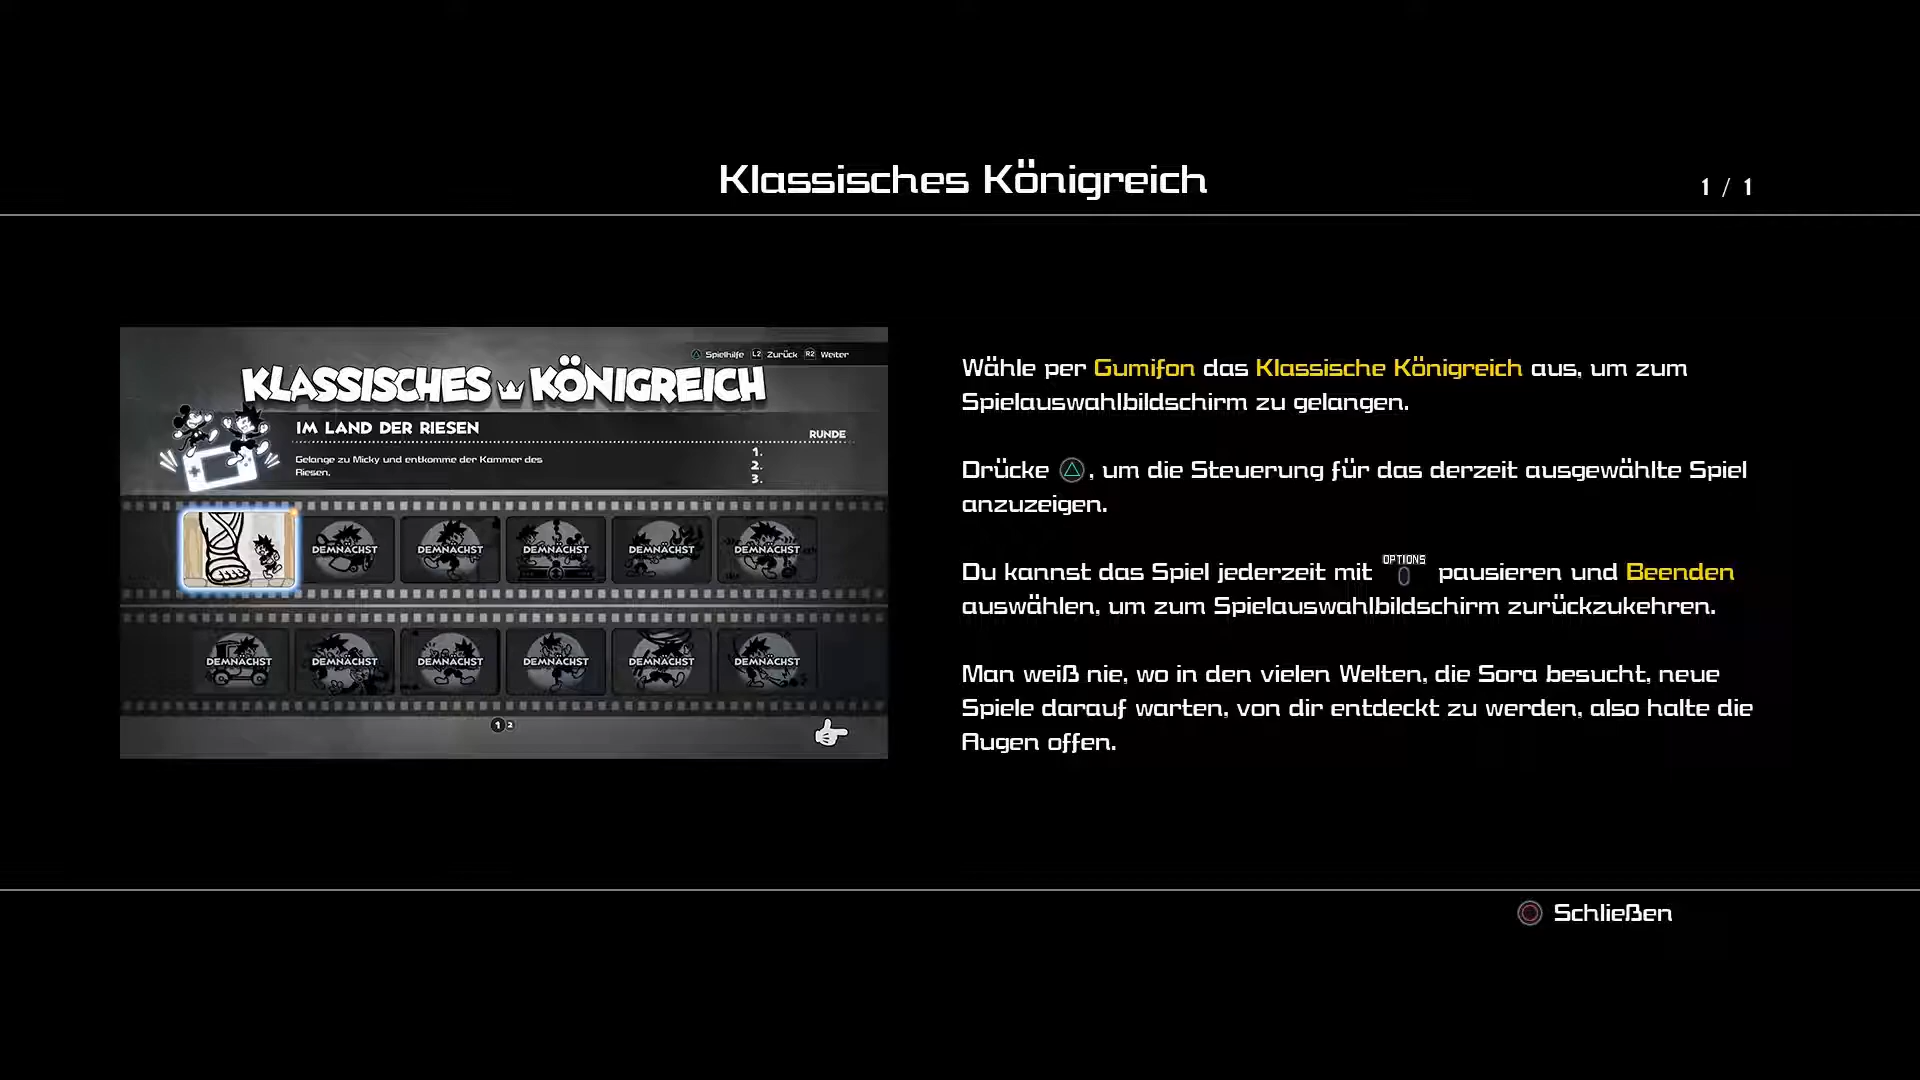 Klassisches Königreich
1 / 1
Spielhilfe L2 Zurück R2 Weiter
KLASSISCHES KÖNIGREICH
IM LAND DER RIESEN
RUNDE
Gelange zu Micky und entkomme der Kammer des
Riesen.
1.
2.
3.
DEMNÄCHST DEMNÄCHST DEMNÄCHST DEMNÄCHST DEMNÄCHST
DEMNÄCHST DEMNÄCHST DEMNÄCHST DEMNÄCHST DEMNÄCHST DEMNÄCHST
1 2
Wähle per Gumifon das Klassische Königreich aus, um zum
Spielauswahlbildschirm zu gelangen.
Drücke , um die Steuerung für das derzeit ausgewählte Spiel
anzuzeigen.
Du kannst das Spiel jederzeit mit OPTIONS pausieren und Beenden
auswählen, um zum Spielauswahlbildschirm zurückzukehren.
Man weiß nie, wo in den vielen Welten, die Sora besucht, neue
Spiele darauf warten, von dir entdeckt zu werden, also halte die
Augen offen.
Schließen